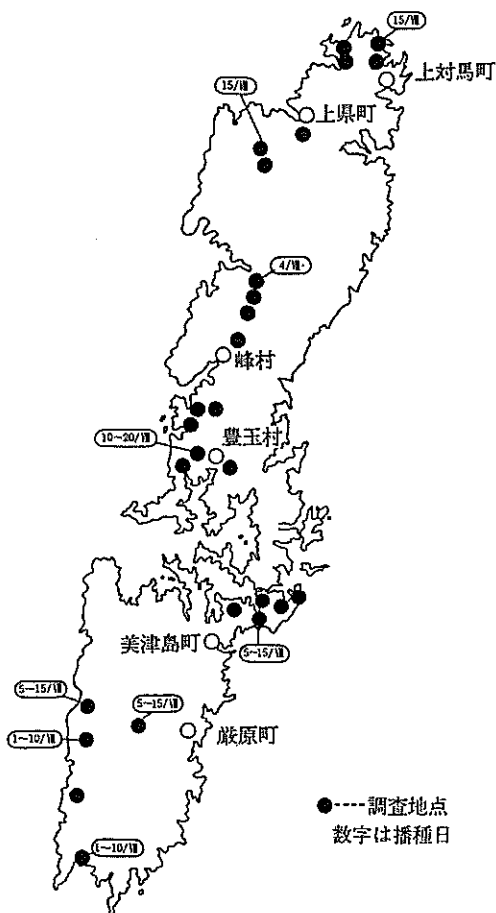 15/Ⅷ
上対馬町
15/Ⅷ
上県町
4/Ⅷ・
峰村
10~20/Ⅷ
豊玉村
美津島町
5~15/Ⅷ
5~15/Ⅷ
5~15/Ⅷ
1~10/Ⅷ
厳原町
1~10/Ⅷ
●----調査地点
数字は播種日